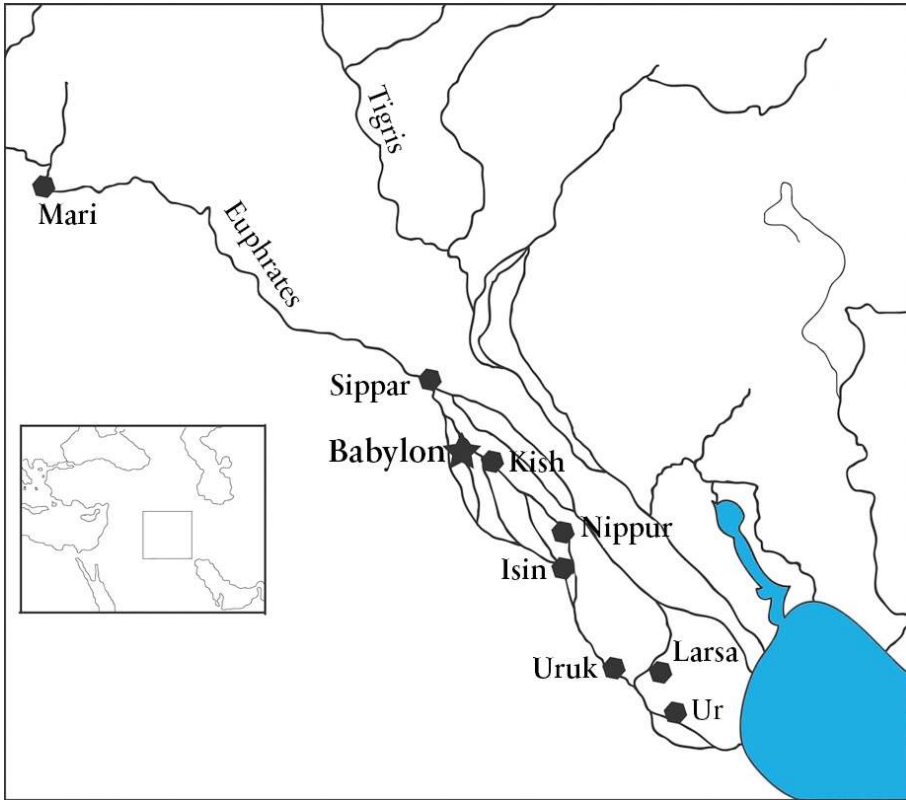 Tigris
Mari
Euphrates
Sippar
Babylon
Kish
Nippur
Isin
Uruk
Larsa
Ur